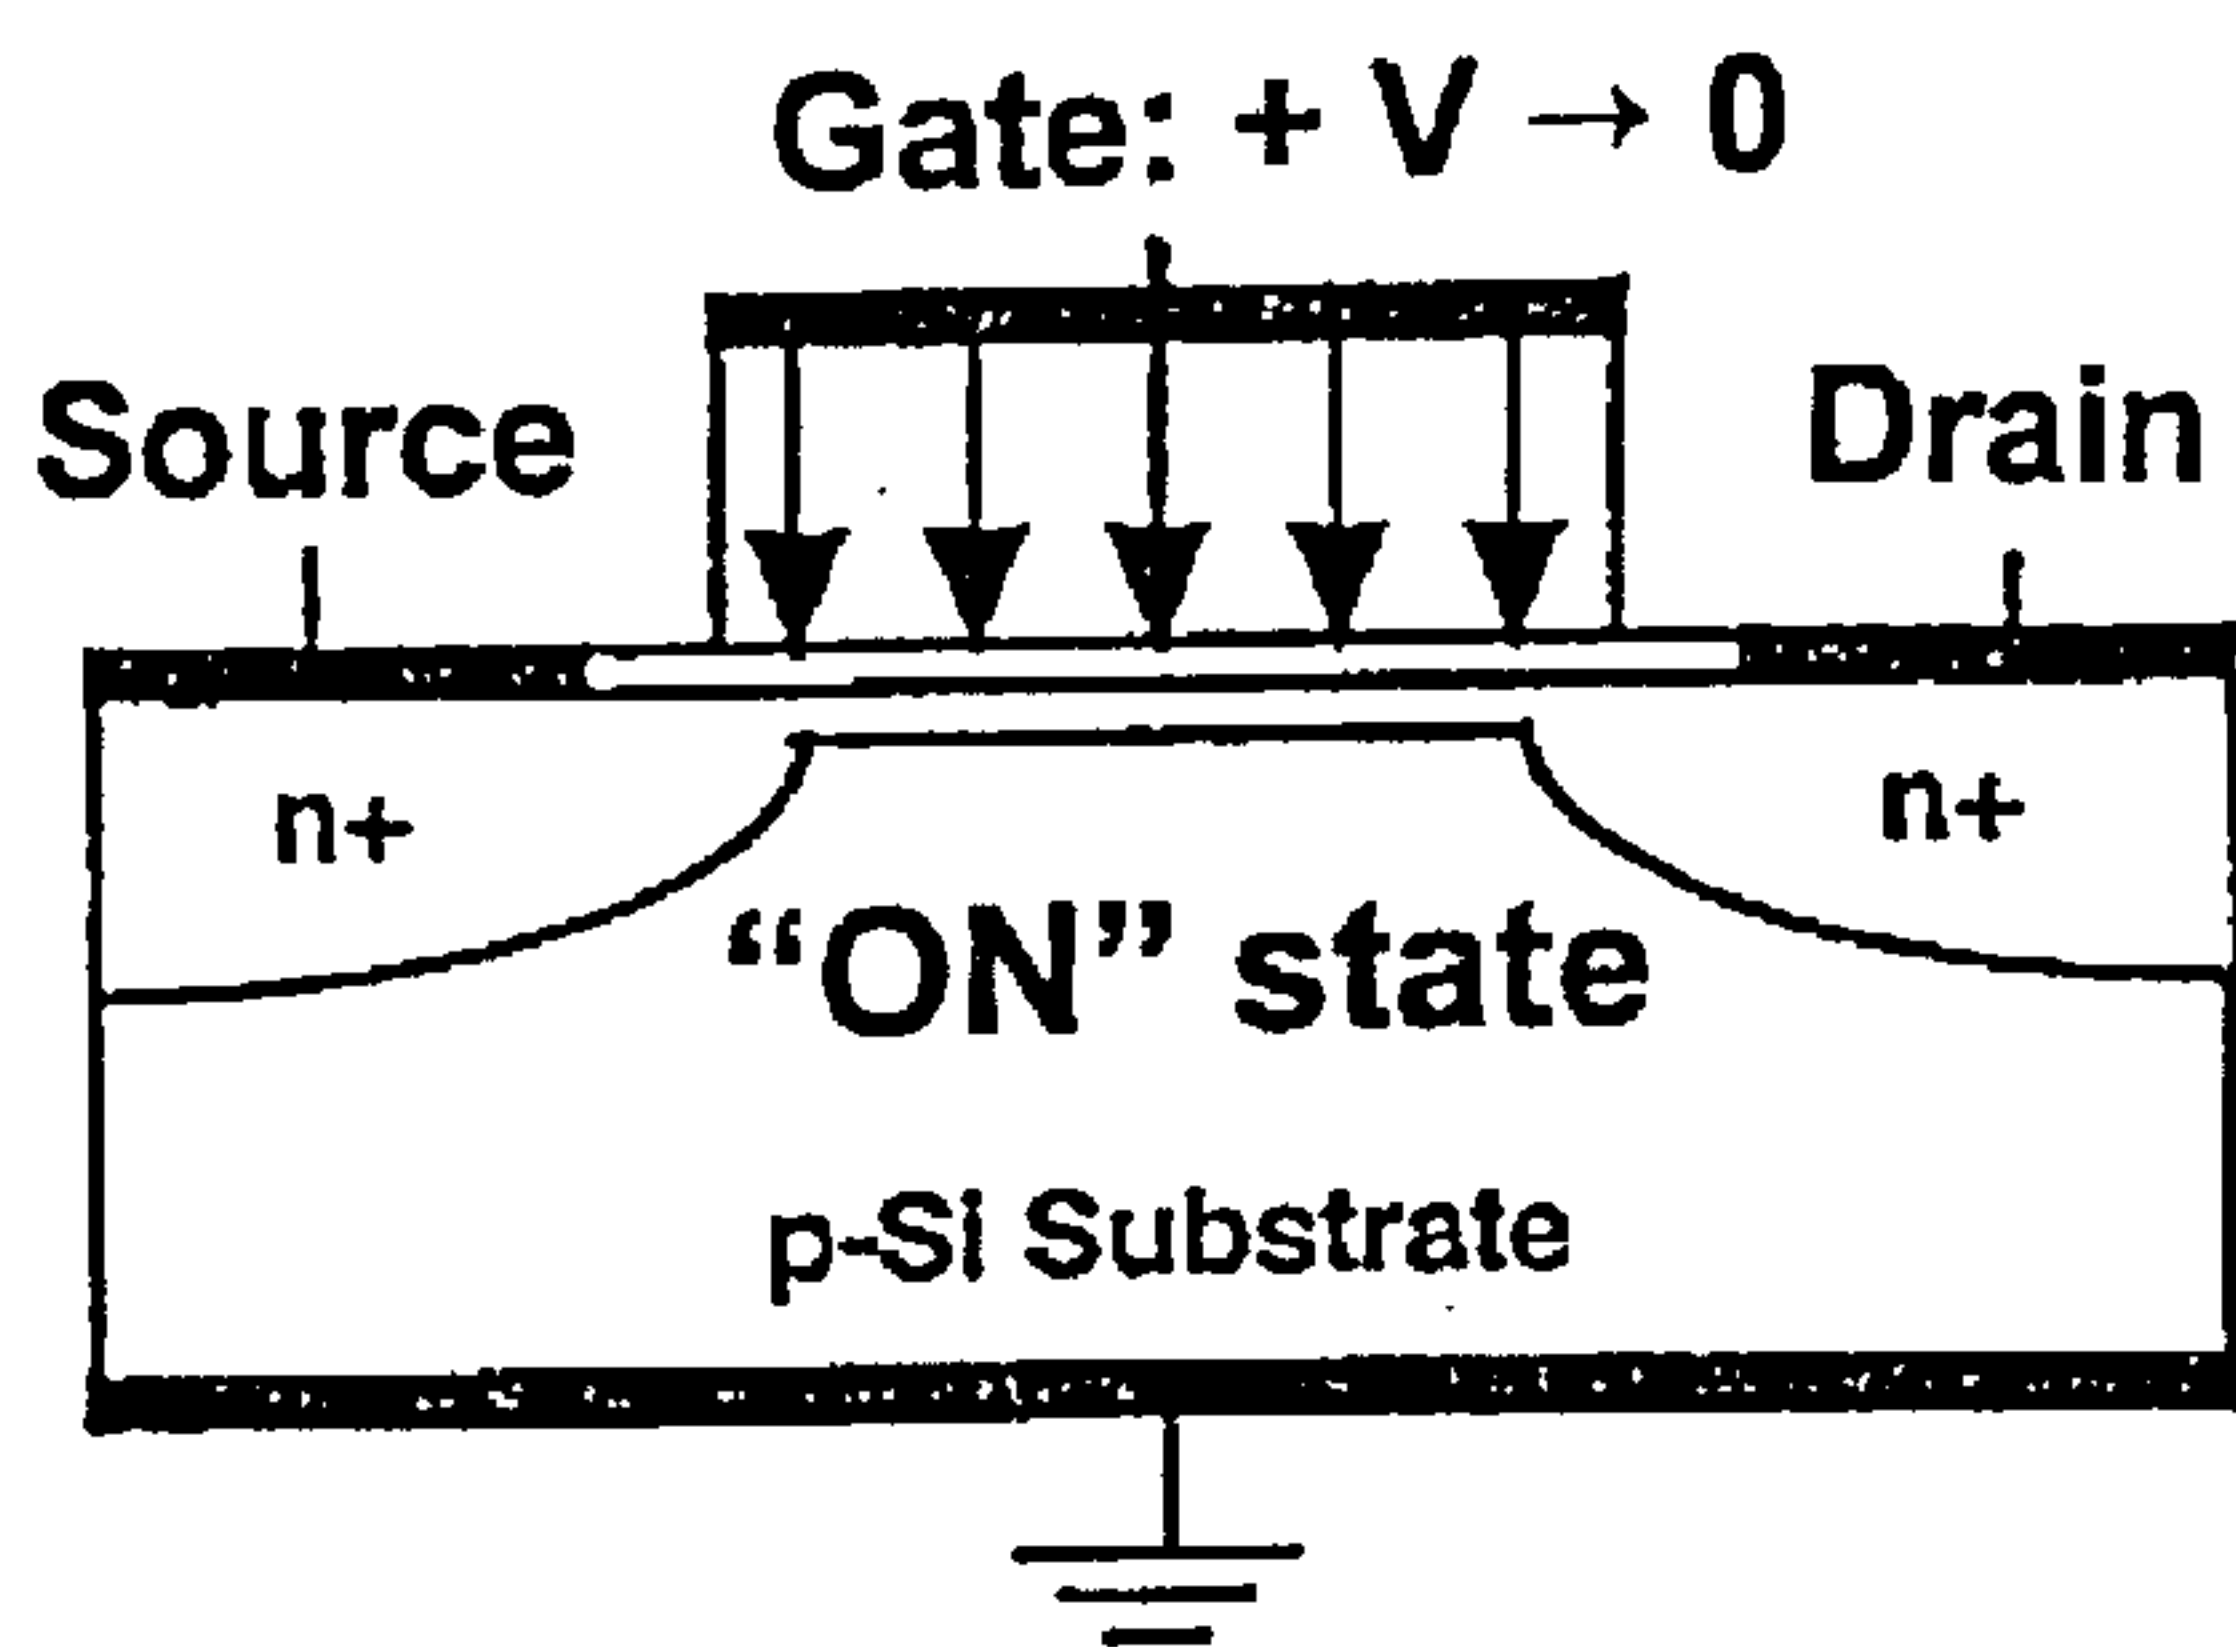 Gate: + V → 0
Source
Drain
n+
n+
“ON” state
p-Si Substrate